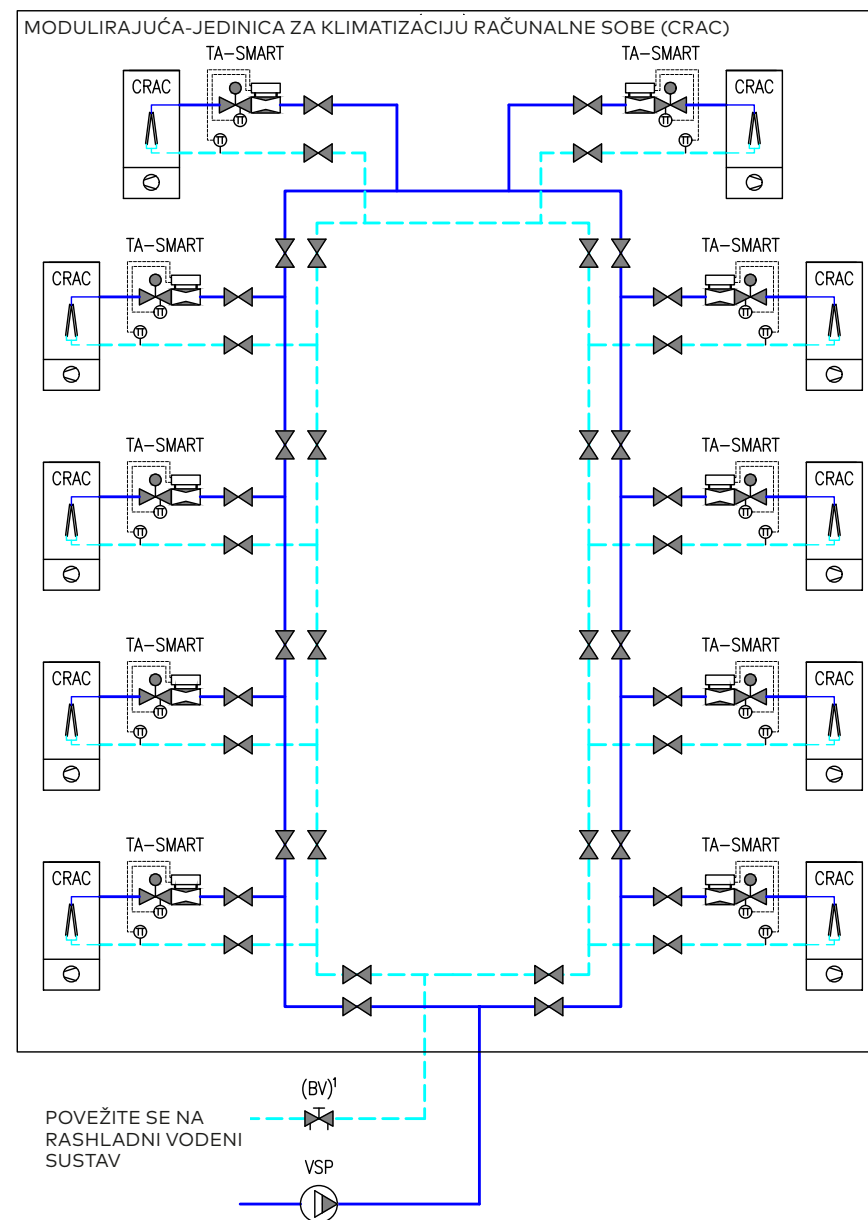 MODULIRAJUĆA-JEDINICA ZA KLIMATIZACIJU RAČUNALNE SOBE (CRAC)
TA-SMART TA-SMART
CRAC CRAC
TA-SMART TA-SMART
CRAC CRAC
TA-SMART TA-SMART
CRAC CRAC
TA-SMART TA-SMART
CRAC CRAC
TA-SMART TA-SMART
CRAC CRAC
(BV)¹
POVEŽITE SE NA
RASHLADNI VODENI
SUSTAV
VSP